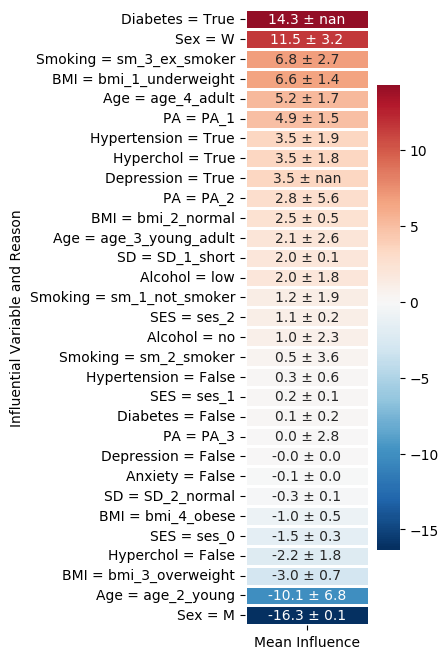 Diabetes = True 14.3 ± nan
Sex = W 11.5 ± 3.2
Smoking = sm_3_ex_smoker 6.8 ± 2.7
BMI = bmi_1_underweight 6.6 ± 1.4
Age = age_4_adult 5.2 ± 1.7
PA = PA_1 4.9 ± 1.5
Hypertension = True 3.5 ± 1.9
Hyperchol = True 3.5 ± 1.8
Depression = True 3.5 ± nan
PA = PA_2 2.8 ± 5.6
BMI = bmi_2_normal 2.5 ± 0.5
Age = age_3_young_adult 2.1 ± 2.6
SD = SD_1_short 2.0 ± 0.1
Alcohol = low 2.0 ± 1.8
Smoking = sm_1_not_smoker 1.2 ± 1.9
SES = ses_2 1.1 ± 0.2
Alcohol = no 1.0 ± 2.3
Smoking = sm_2_smoker 0.5 ± 3.6
Hypertension = False 0.3 ± 0.6
SES = ses_1 0.2 ± 0.1
Diabetes = False 0.1 ± 0.2
PA = PA_3 0.0 ± 2.8
Depression = False -0.0 ± 0.0
Anxiety = False -0.1 ± 0.0
SD = SD_2_normal -0.3 ± 0.1
BMI = bmi_4_obese -1.0 ± 0.5
SES = ses_0 -1.5 ± 0.3
Hyperchol = False -2.2 ± 1.8
BMI = bmi_3_overweight -3.0 ± 0.7
Age = age_2_young -10.1 ± 6.8
Sex = M -16.3 ± 0.1
Mean Influence
Influential Variable and Reason
10
5
0
−5
−10
−15